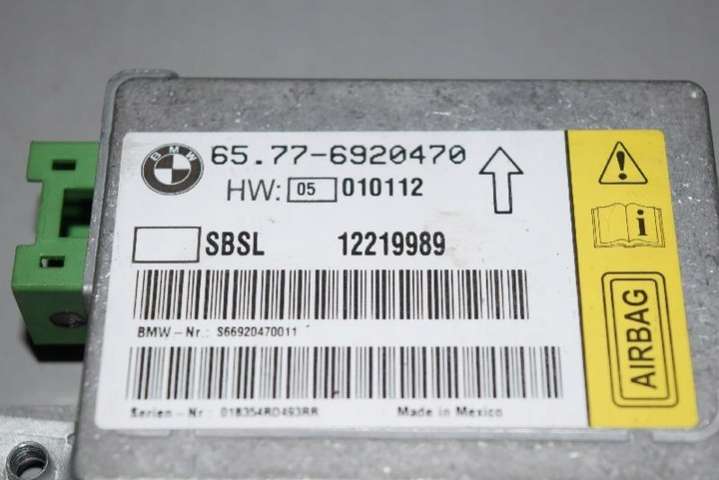 BMW
65.77-6920470
HW: 05 010112
SBSL 12219989
BMW-Nr.: S66920470011
Serien-Nr: 018354RD493RR Made in Mexico
i
AIRBAG